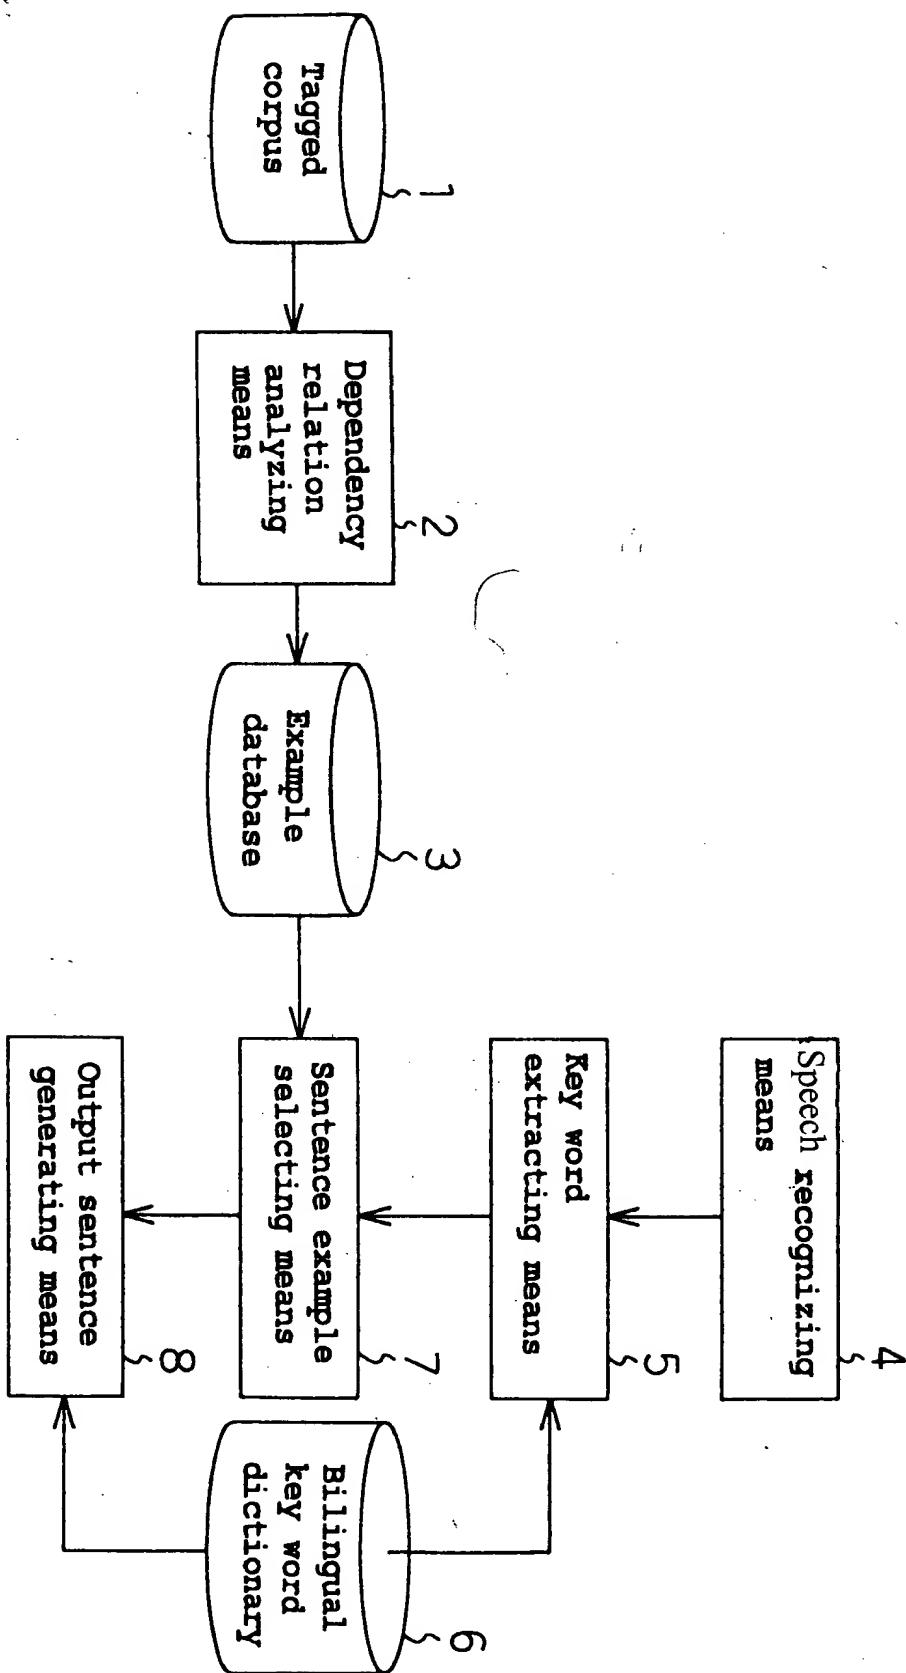 4
Speech recognizing
means
5
Key word
extracting means
1
Tagged
corpus
2
Dependency
relation
analyzing
means
3
Example
database
7
Sentence example
selecting means
6
Bilingual
key word
dictionary
8
Output sentence
generating means